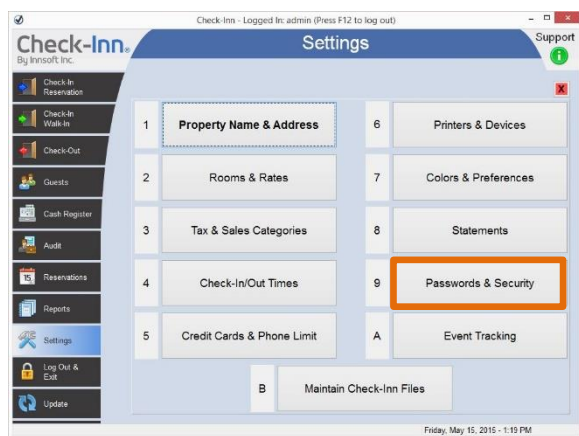 Check-Inn - Logged In: admin (Press F12 to log out)
Check-Inn®
By Innsoft Inc.
Settings
Support
i
X
Check-In
Reservation
Check-In
Walk-In
Check-Out
Guests
Cash Register
Audit
15
Reservations
Reports
Settings
Log Out &
Exit
Update
1 Property Name & Address
2 Rooms & Rates
3 Tax & Sales Categories
4 Check-In/Out Times
5 Credit Cards & Phone Limit
6 Printers & Devices
7 Colors & Preferences
8 Statements
9 Passwords & Security
A Event Tracking
B Maintain Check-Inn Files
Friday, May 15, 2015 - 1:19 PM